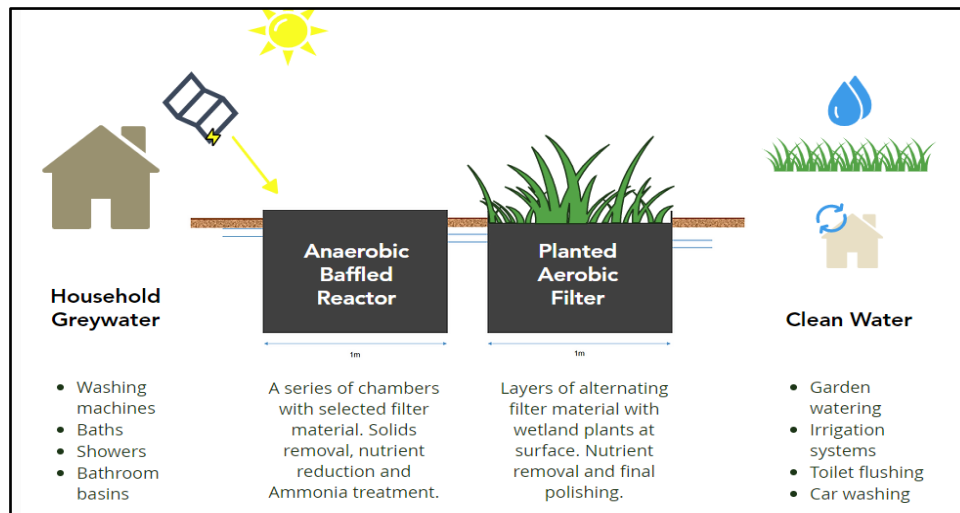 Anaerobic
Baffled
Reactor
Planted
Aerobic
Filter
Household
Greywater
Clean Water
1m
1m
• Washing
machines
• Baths
• Showers
• Bathroom
basins
A series of chambers
with selected filter
material. Solids
removal, nutrient
reduction and
Ammonia treatment.
Layers of alternating
filter material with
wetland plants at
surface. Nutrient
removal and final
polishing.
• Garden
watering
• Irrigation
systems
• Toilet flushing
• Car washing